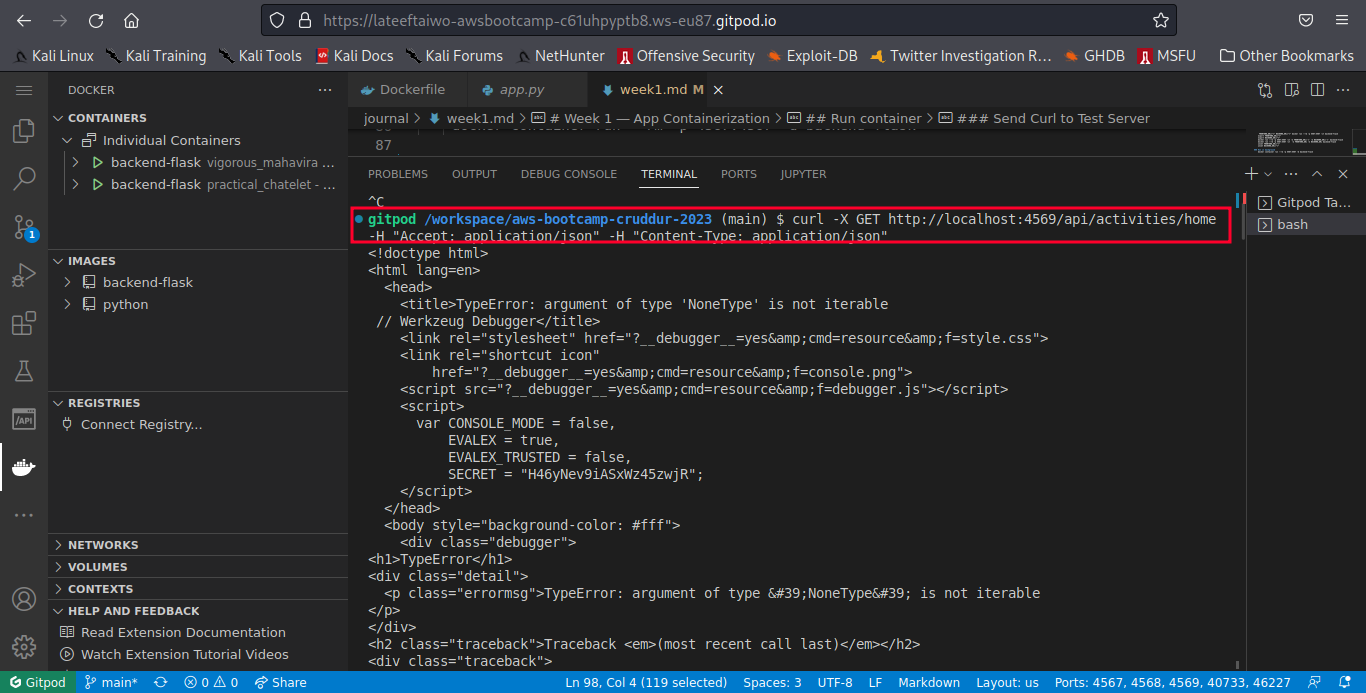 https://lateeftaiwo-awsbootcamp-c61uhpyptb8.ws-eu87.gitpod.io
Kali Linux Kali Training Kali Tools Kali Docs Kali Forums NetHunter Offensive Security Exploit-DB Twitter Investigation R... GHDB MSFU Other Bookmarks
DOCKER ...
Dockerfile app.py week1.md M
CONTAINERS
journal > week1.md > # Week 1 — App Containerization > ## Run container > ### Send Curl to Test Server
Individual Containers
87
backend-flask vigorous_mahavira ...
backend-flask practical_chatelet - ...
PROBLEMS OUTPUT DEBUG CONSOLE TERMINAL PORTS JUPYTER
Gitpod Ta...
bash
1
IMAGES
backend-flask
python
REGISTRIES
Connect Registry...
/API
NETWORKS
VOLUMES
CONTEXTS
HELP AND FEEDBACK
Read Extension Documentation
Watch Extension Tutorial Videos
^C
gitpod /workspace/aws-bootcamp-cruddur-2023 (main) $ curl -X GET http://localhost:4569/api/activities/home
-H "Accept: application/json" -H "Content-Type: application/json"
<!doctype html>
<html lang=en>
<head>
<title>TypeError: argument of type 'NoneType' is not iterable
// Werkzeug Debugger</title>
<link rel="stylesheet" href="?__debugger__=yes&amp;cmd=resource&amp;f=style.css">
<link rel="shortcut icon"
href="?__debugger__=yes&amp;cmd=resource&amp;f=console.png">
<script src="?__debugger__=yes&amp;cmd=resource&amp;f=debugger.js"></script>
<script>
var CONSOLE_MODE = false,
EVALEX = true,
EVALEX_TRUSTED = false,
SECRET = "H46yNev9iASxWz45zwjR";
</script>
</head>
<body style="background-color: #fff">
<div class="debugger">
<h1>TypeError</h1>
<div class="detail">
<p class="errormsg">TypeError: argument of type &#39;NoneType&#39; is not iterable
</p>
</div>
<h2 class="traceback">Traceback <em>(most recent call last)</em></h2>
<div class="traceback">
Gitpod main* 0 0 Share Ln 98, Col 4 (119 selected) Spaces: 3 UTF-8 LF Markdown Layout: us Ports: 4567, 4568, 4569, 40733, 46227